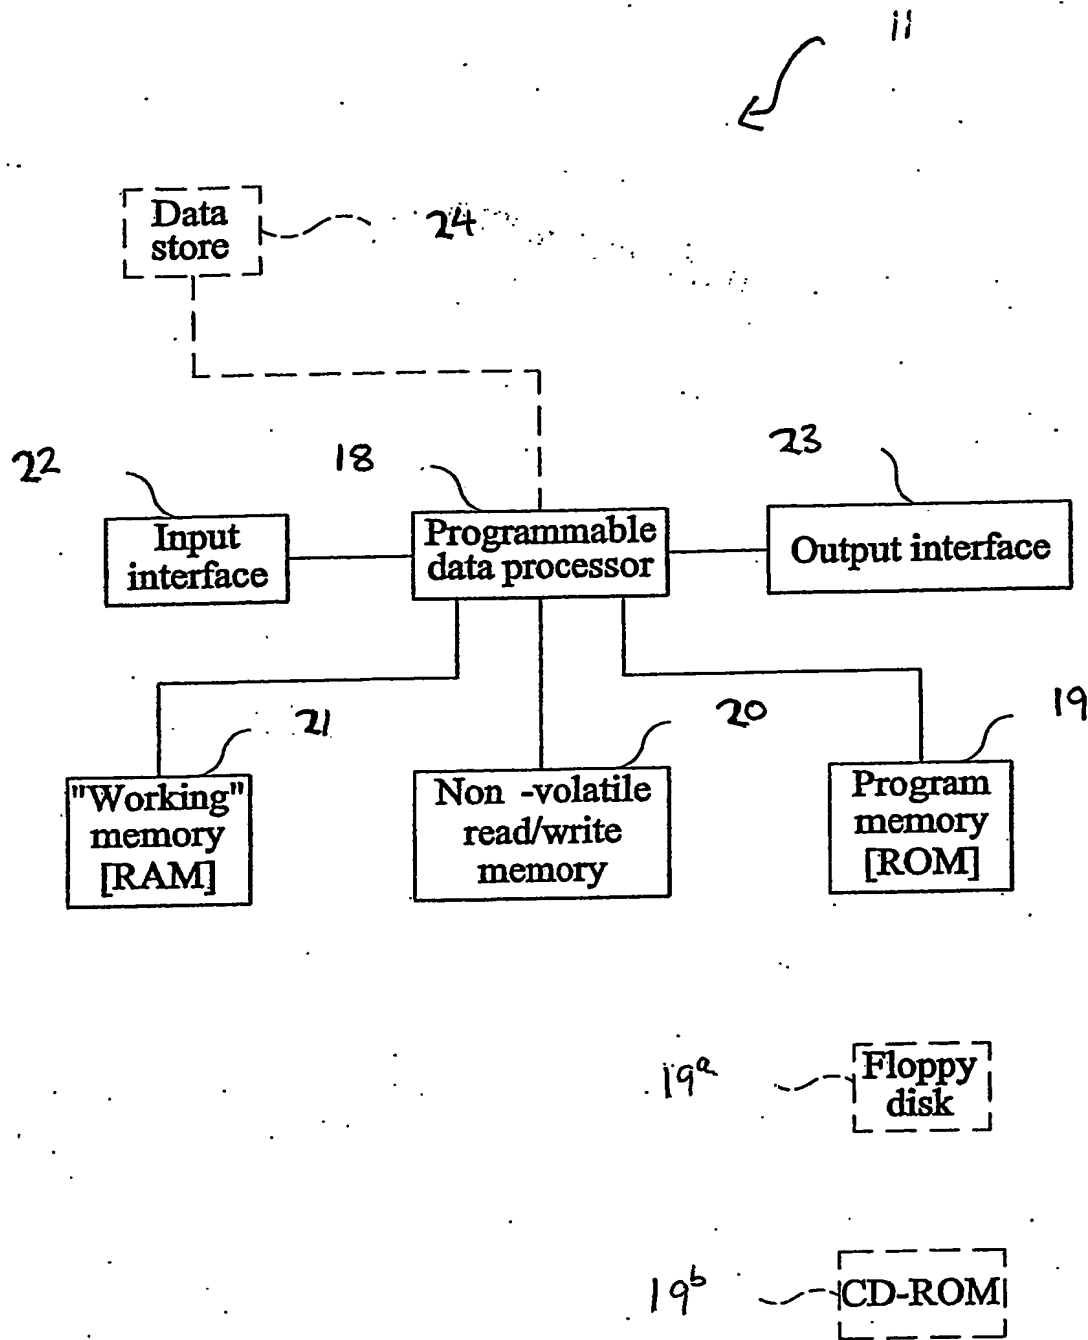 11
Data
store
24
22
18
23
Input
interface
Programmable
data processor
Output interface
21
20
19
"Working"
memory
[RAM]
Non -volatile
read/write
memory
Program
memory
[ROM]
19a
Floppy
disk
19b
CD-ROM